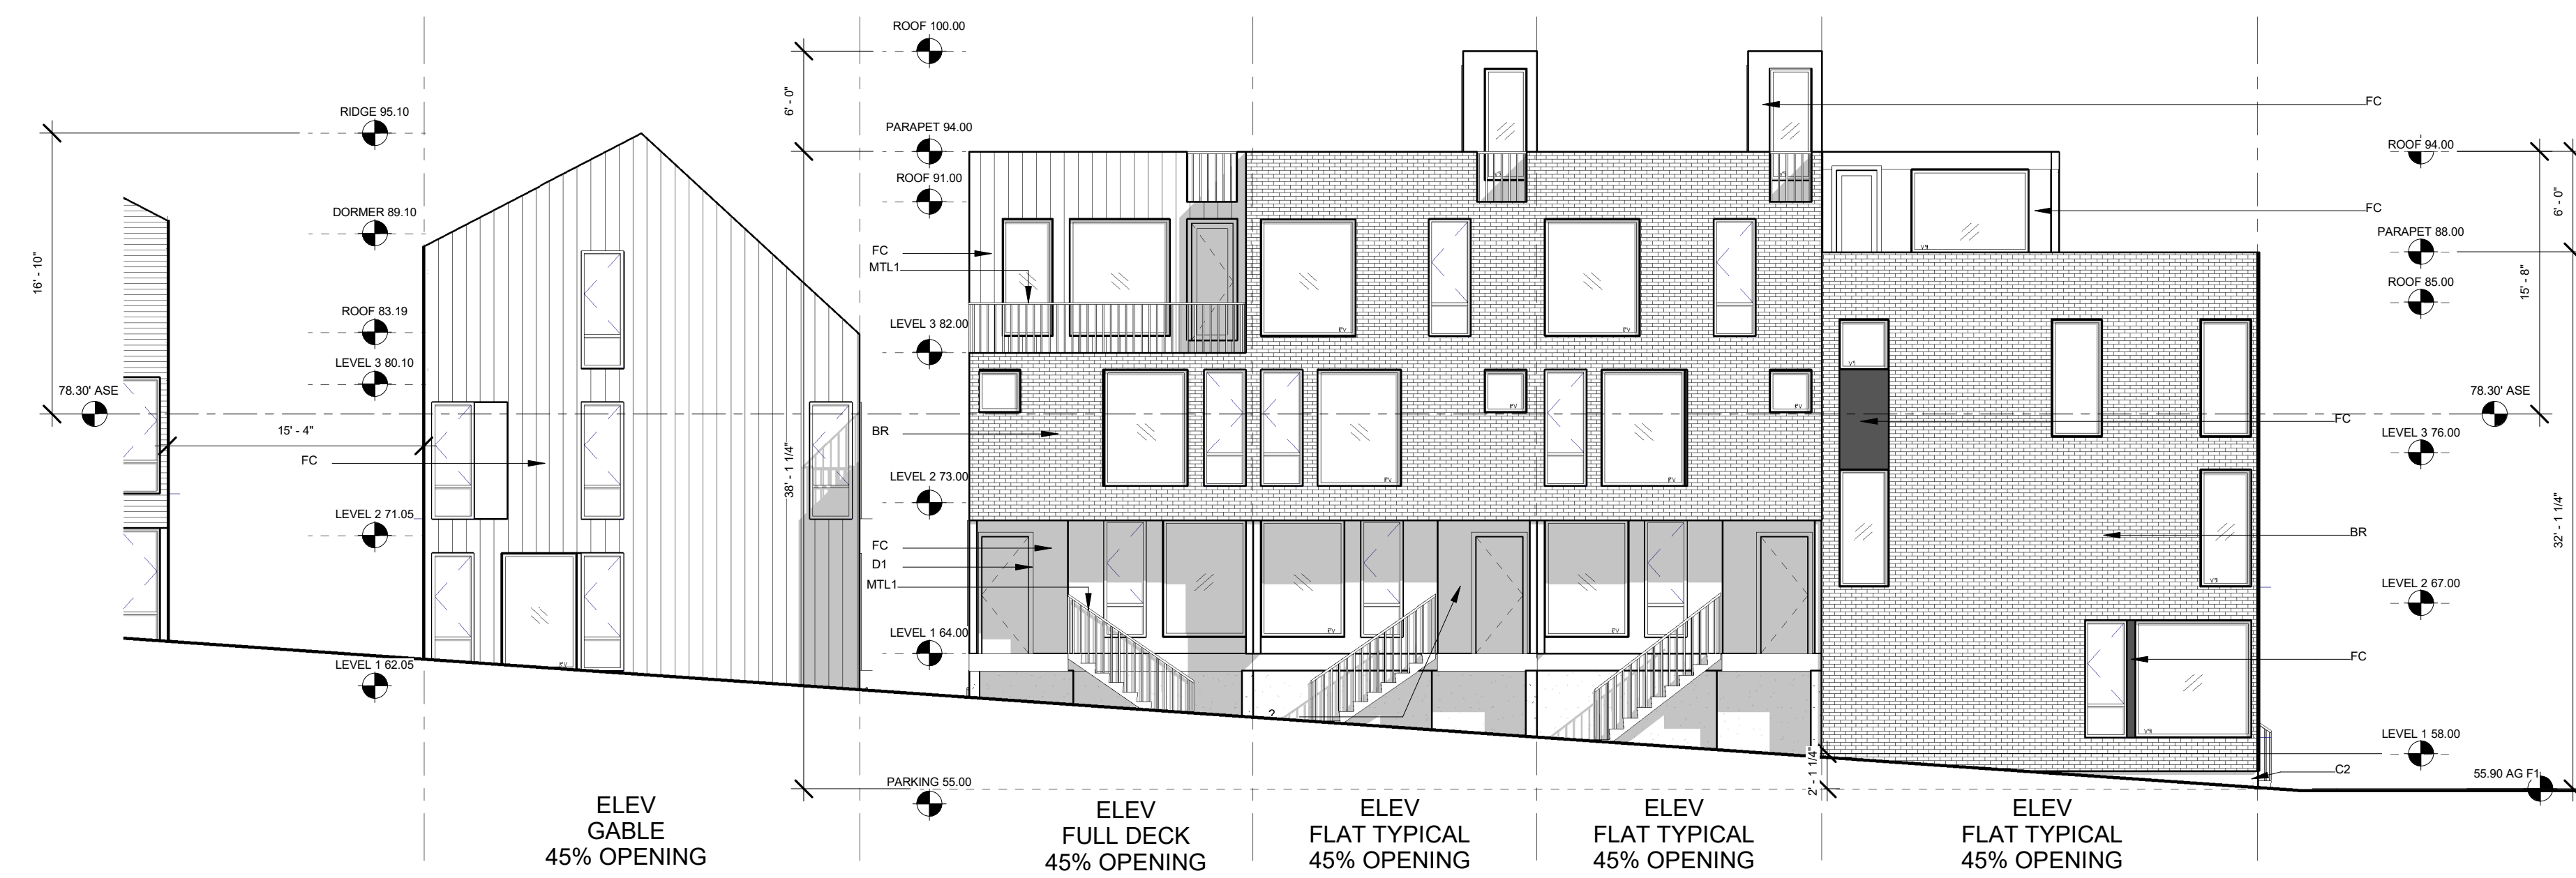 ROOF 100.00
6' - 0"
RIDGE 95.10
PARAPET 94.00
ROOF 91.00
DORMER 89.10
16' - 10"
ROOF 83.19
LEVEL 3 80.10
78.30' ASE
15' - 4"
FC
LEVEL 2 71.05
LEVEL 1 62.05
FC
MTL1
LEVEL 3 82.00
BR
38' - 1 1/4"
LEVEL 2 73.00
FC
D1
MTL1
LEVEL 1 64.00
?
PARKING 55.00
2' - 1 1/4"
FC
ROOF 94.00
FC
6' - 0"
PARAPET 88.00
15' - 8"
ROOF 85.00
78.30' ASE
FC
LEVEL 3 76.00
BR
32' - 1 1/4"
LEVEL 2 67.00
FC
LEVEL 1 58.00
C2
55.90 AG F1
ELEV
GABLE
45% OPENING
ELEV
FULL DECK
45% OPENING
ELEV
FLAT TYPICAL
45% OPENING
ELEV
FLAT TYPICAL
45% OPENING
ELEV
FLAT TYPICAL
45% OPENING